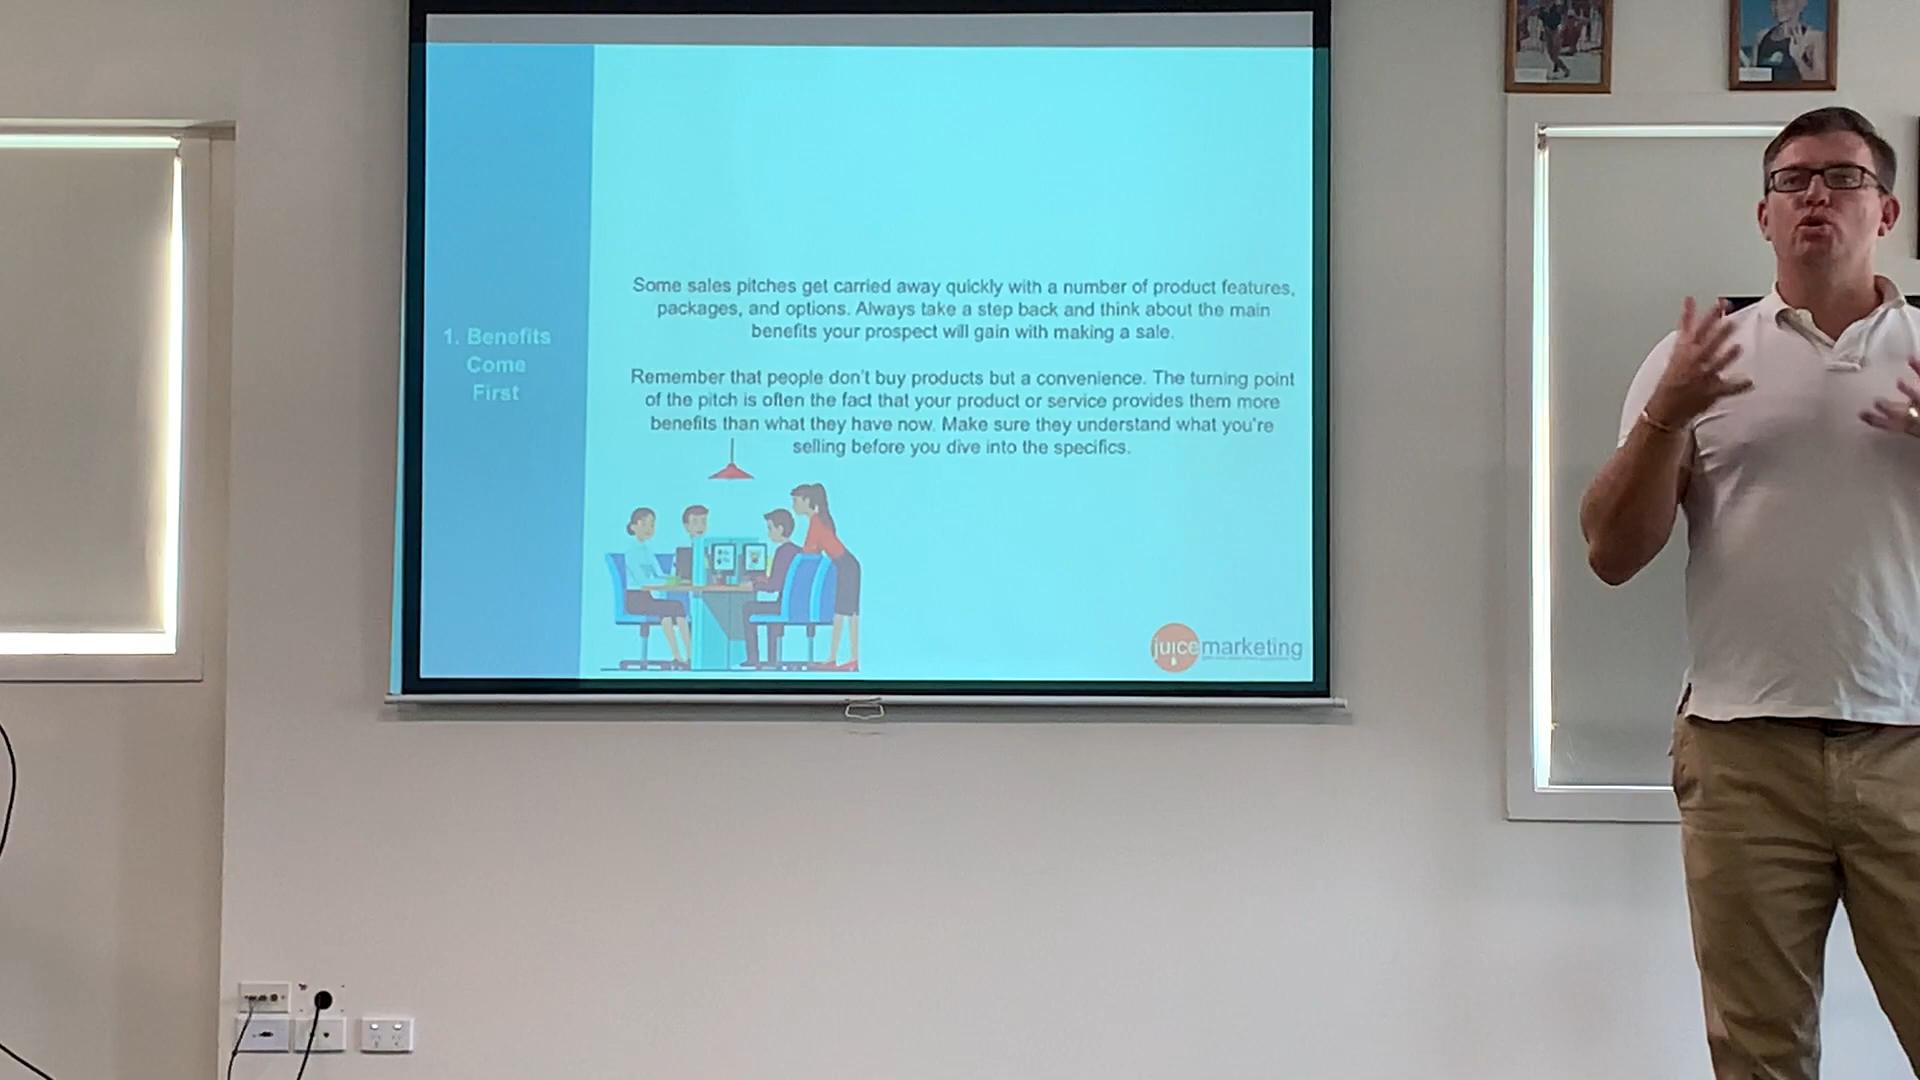 1. Benefits
Come
First
Some sales pitches get carried away quickly with a number of product features,
packages, and options. Always take a step back and think about the main
benefits your prospect will gain with making a sale.
Remember that people don't buy products but a convenience. The turning point
of the pitch is often the fact that your product or service provides them more
benefits than what they have now. Make sure they understand what you're
selling before you dive into the specifics.
juicemarketing